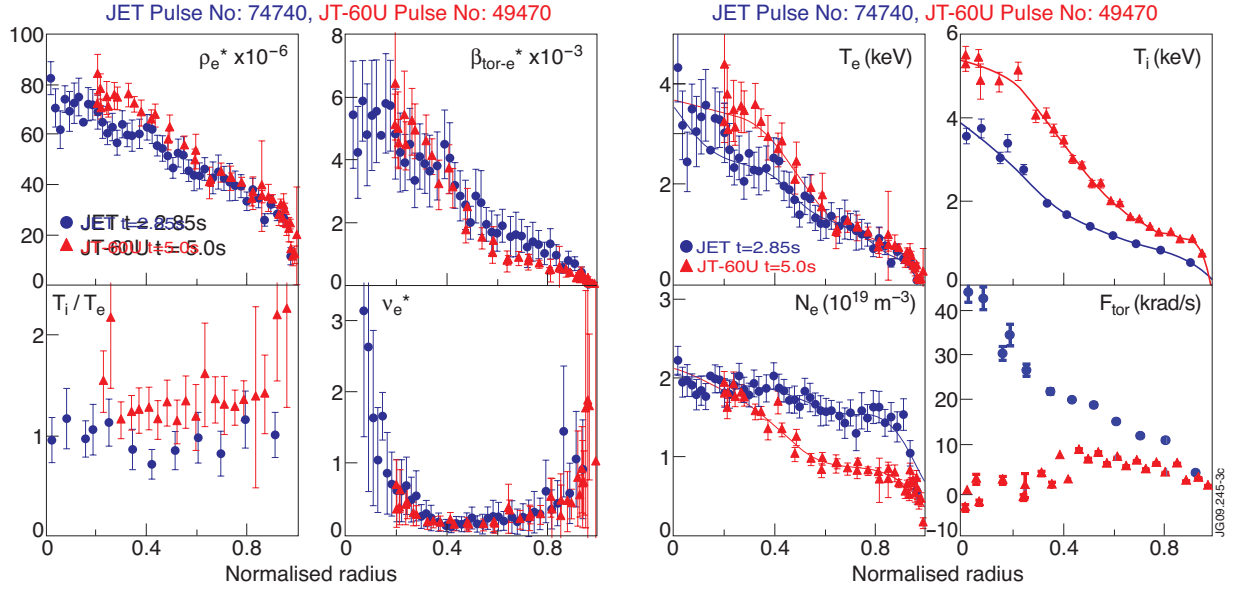 JET Pulse No: 74740, JT-60U Pulse No: 49470
100
80
60
40
20
0
ρe* x10-6
JET t=2.85s
JT-60U t=5.0s
8
6
4
2
0
βtor-e* x10-3
2
1
0
Ti / Te
0
0.4
0.8
1
3
2
1
0
νe*
0
0.4
0.8
1
Normalised radius
JET Pulse No: 74740, JT-60U Pulse No: 49470
4
2
0
Te (keV)
JET t=2.85s
JT-60U t=5.0s
6
4
2
0
Ti (keV)
3
2
1
0
Ne (1019 m-3)
0
0.4
0.8
40
30
20
10
0
-10
Ftor (krad/s)
0.4
0.8
Normalised radius
JG09.245-3c